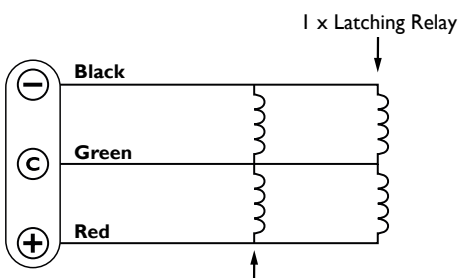 1 x Latching Relay
Black
−
Green
C
Red
+